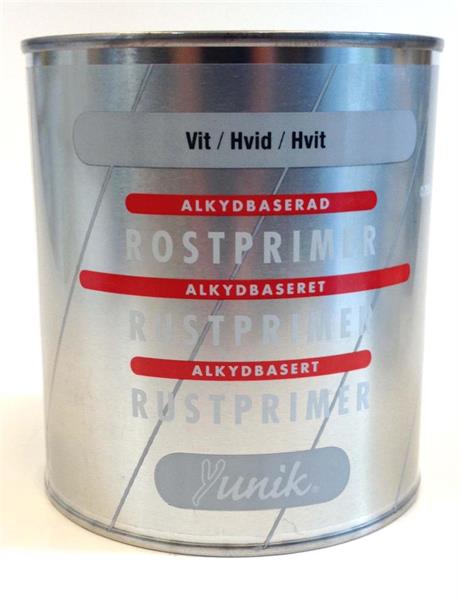 Vit / Hvid / Hvit
ALKYDBASERAD
ROSTPRIMER
ALKYDBASERET
RUSTPRIMER
ALKYDBASERT
RUSTPRIMER
Yunik®